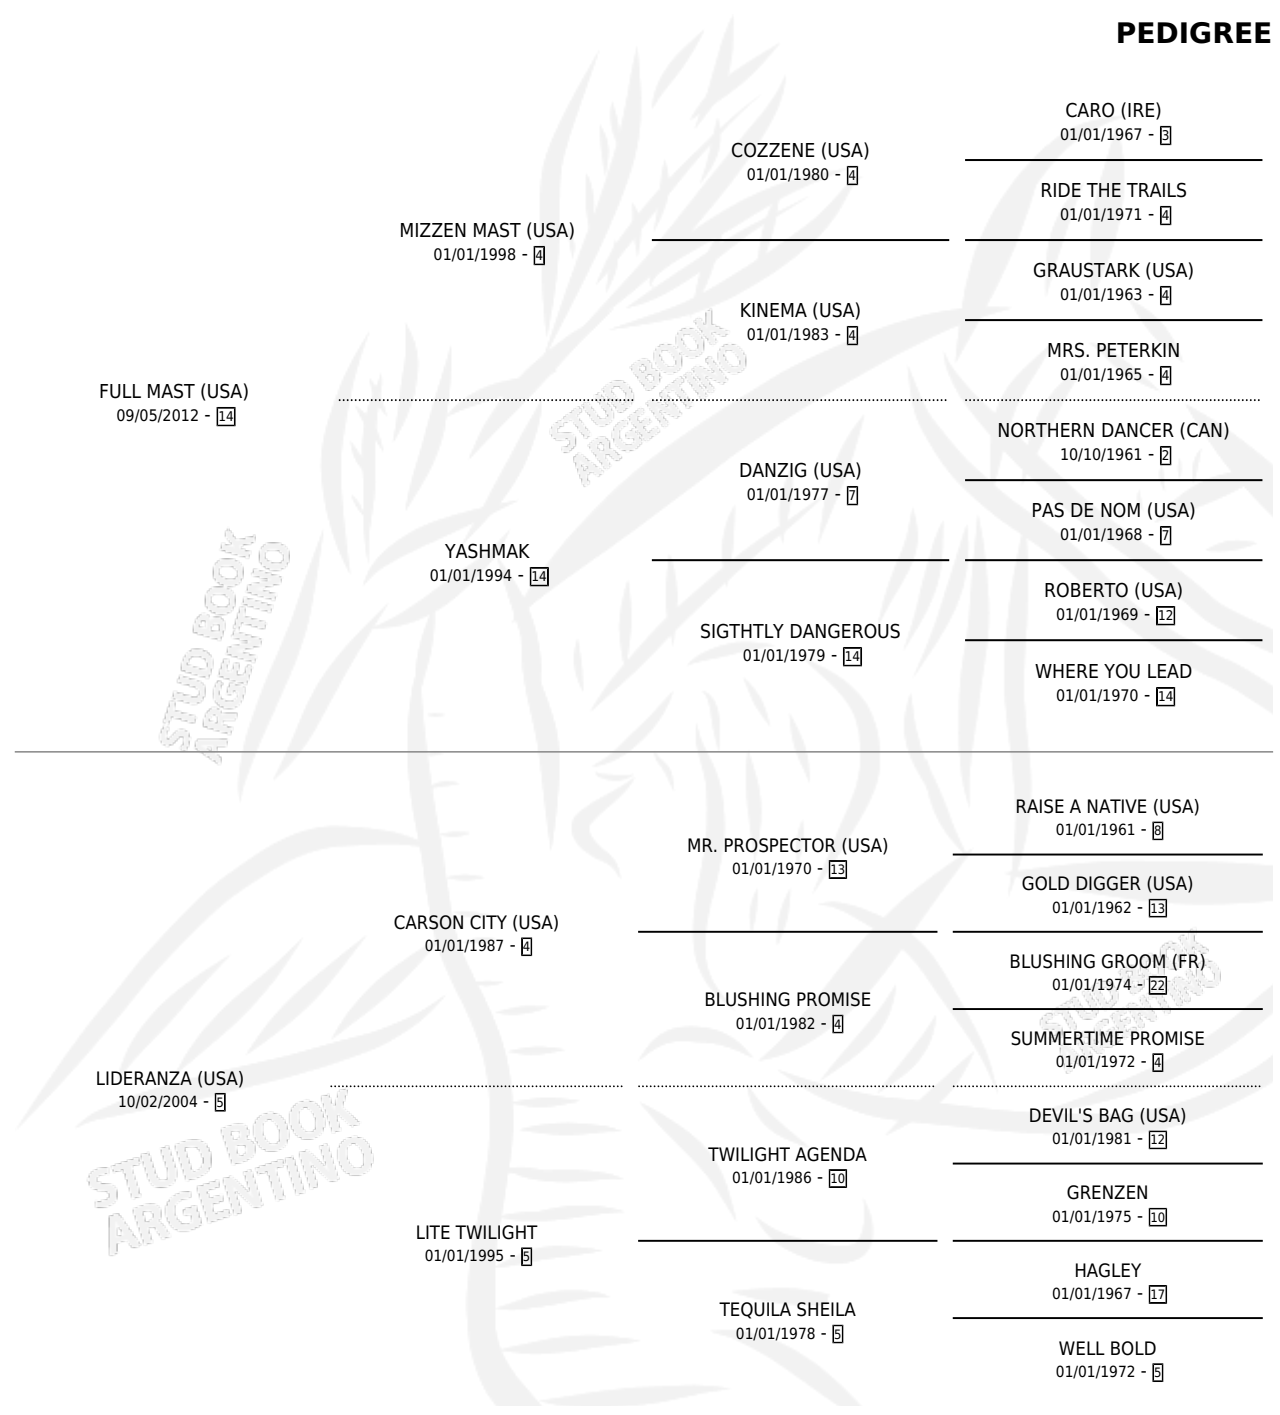 PEDIGREE
CARO (IRE)
01/01/1967 - 3
COZZENE (USA)
01/01/1980 - 4
RIDE THE TRAILS
01/01/1971 - 4
MIZZEN MAST (USA)
01/01/1998 - 4
GRAUSTARK (USA)
01/01/1963 - 4
KINEMA (USA)
01/01/1983 - 4
MRS. PETERKIN
01/01/1965 - 4
FULL MAST (USA)
09/05/2012 - 14
NORTHERN DANCER (CAN)
10/10/1961 - 2
DANZIG (USA)
01/01/1977 - 7
PAS DE NOM (USA)
01/01/1968 - 7
YASHMAK
01/01/1994 - 14
ROBERTO (USA)
01/01/1969 - 12
SIGTHTLY DANGEROUS
01/01/1979 - 14
WHERE YOU LEAD
01/01/1970 - 14
RAISE A NATIVE (USA)
01/01/1961 - 8
MR. PROSPECTOR (USA)
01/01/1970 - 13
GOLD DIGGER (USA)
01/01/1962 - 13
CARSON CITY (USA)
01/01/1987 - 4
BLUSHING GROOM (FR)
01/01/1974 - 22
BLUSHING PROMISE
01/01/1982 - 4
SUMMERTIME PROMISE
01/01/1972 - 4
LIDERANZA (USA)
10/02/2004 - 5
DEVIL'S BAG (USA)
01/01/1981 - 12
TWILIGHT AGENDA
01/01/1986 - 10
GRENZEN
01/01/1975 - 10
LITE TWILIGHT
01/01/1995 - 5
HAGLEY
01/01/1967 - 17
TEQUILA SHEILA
01/01/1978 - 5
WELL BOLD
01/01/1972 - 5
STUD BOOK
ARGENTINO
STUD BOOK
ARGENTINO
STUD BOOK
ARGENTINO
STUD BOOK
ARGENTINO